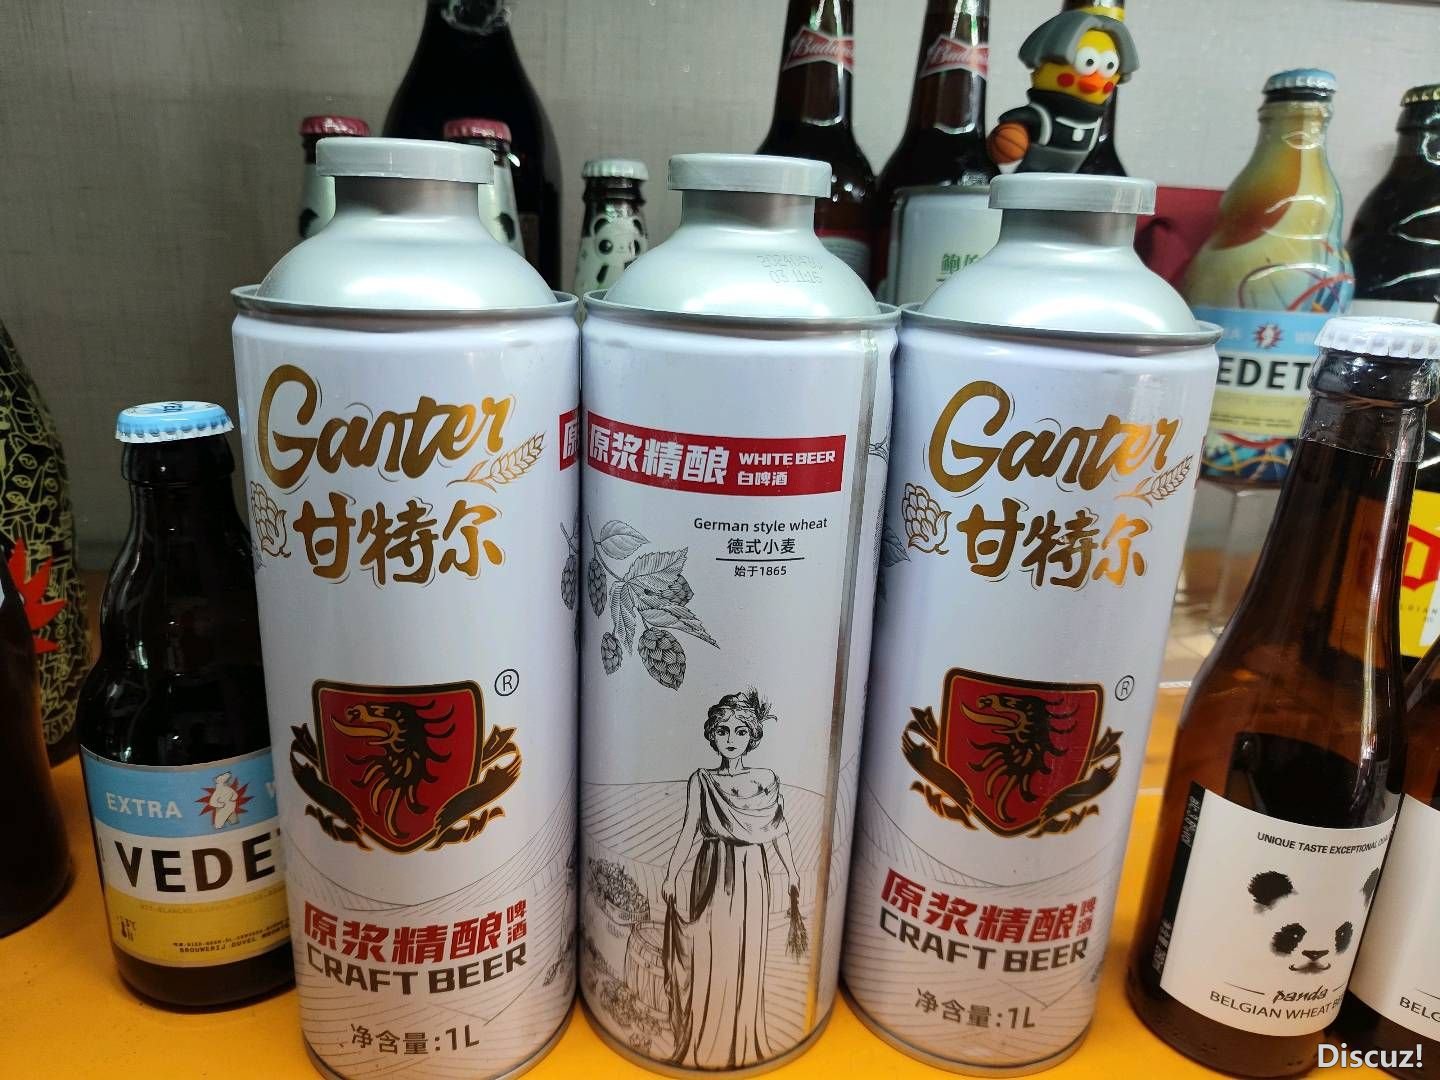 Ganter
甘特尔
®
原浆精酿啤酒
CRAFT BEER
净含量:1L
原浆精酿 WHITE BEER
白啤酒
German style wheat
德式小麦
始于1865
Ganter
甘特尔
®
原浆精酿啤酒
CRAFT BEER
净含量:1L
EXTRA
VEDE
EDET
UNIQUE TASTE EXCEPTIONAL
panda
BELGIAN WHEAT
Discuz!